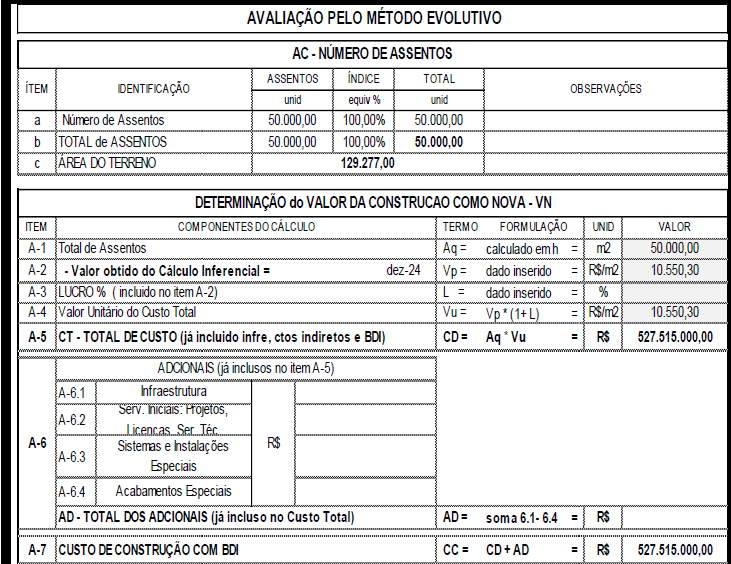 AVALIAÇÃO PELO MÉTODO EVOLUTIVO
AC - NÚMERO DE ASSENTOS
ÍTEM IDENTIFICAÇÃO ASSENTOS ÍNDICE TOTAL OBSERVAÇÕES
unid equiv % unid
a Número de Assentos 50.000,00 100,00% 50.000,00
b TOTAL de ASSENTOS 50.000,00 100,00% 50.000,00
c ÁREA DO TERRENO 129.277,00
DETERMINAÇÃO do VALOR DA CONSTRUCAO COMO NOVA - VN
ITEM COMPONENTES DO CÁLCULO TERMO FORMULAÇÃO UNID VALOR
A-1 Total de Assentos Aq = calculado em h = m2 50.000,00
A-2 - Valor obtido do Cálculo Inferencial = dez-24 Vp = dado inserido = R$/m2 10.550,30
A-3 LUCRO % ( incluido no item A-2) L = dado inserido = %
A-4 Valor Unitário do Custo Total Vu = Vp * (1+ L) = R$/m2 10.550,30
A-5 CT - TOTAL DE CUSTO (já incluido infre, ctos indiretos e BDI) CD = Aq * Vu = R$ 527.515.000,00
A-6 ADCIONAIS (já inclusos no item A-5)
A-6.1 Infraestrutura
A-6.2 Serv. Iniciais: Projetos,
Licenças, Ser. Téc
A-6.3 Sistemas e Instalações R$
Especiais
A-6.4 Acabamentos Especiais
AD - TOTAL DOS ADCIONAIS (já incluso no Custo Total) AD = soma 6.1- 6.4 = R$
A-7 CUSTO DE CONSTRUÇÃO COM BDI CC = CD + AD = R$ 527.515.000,00